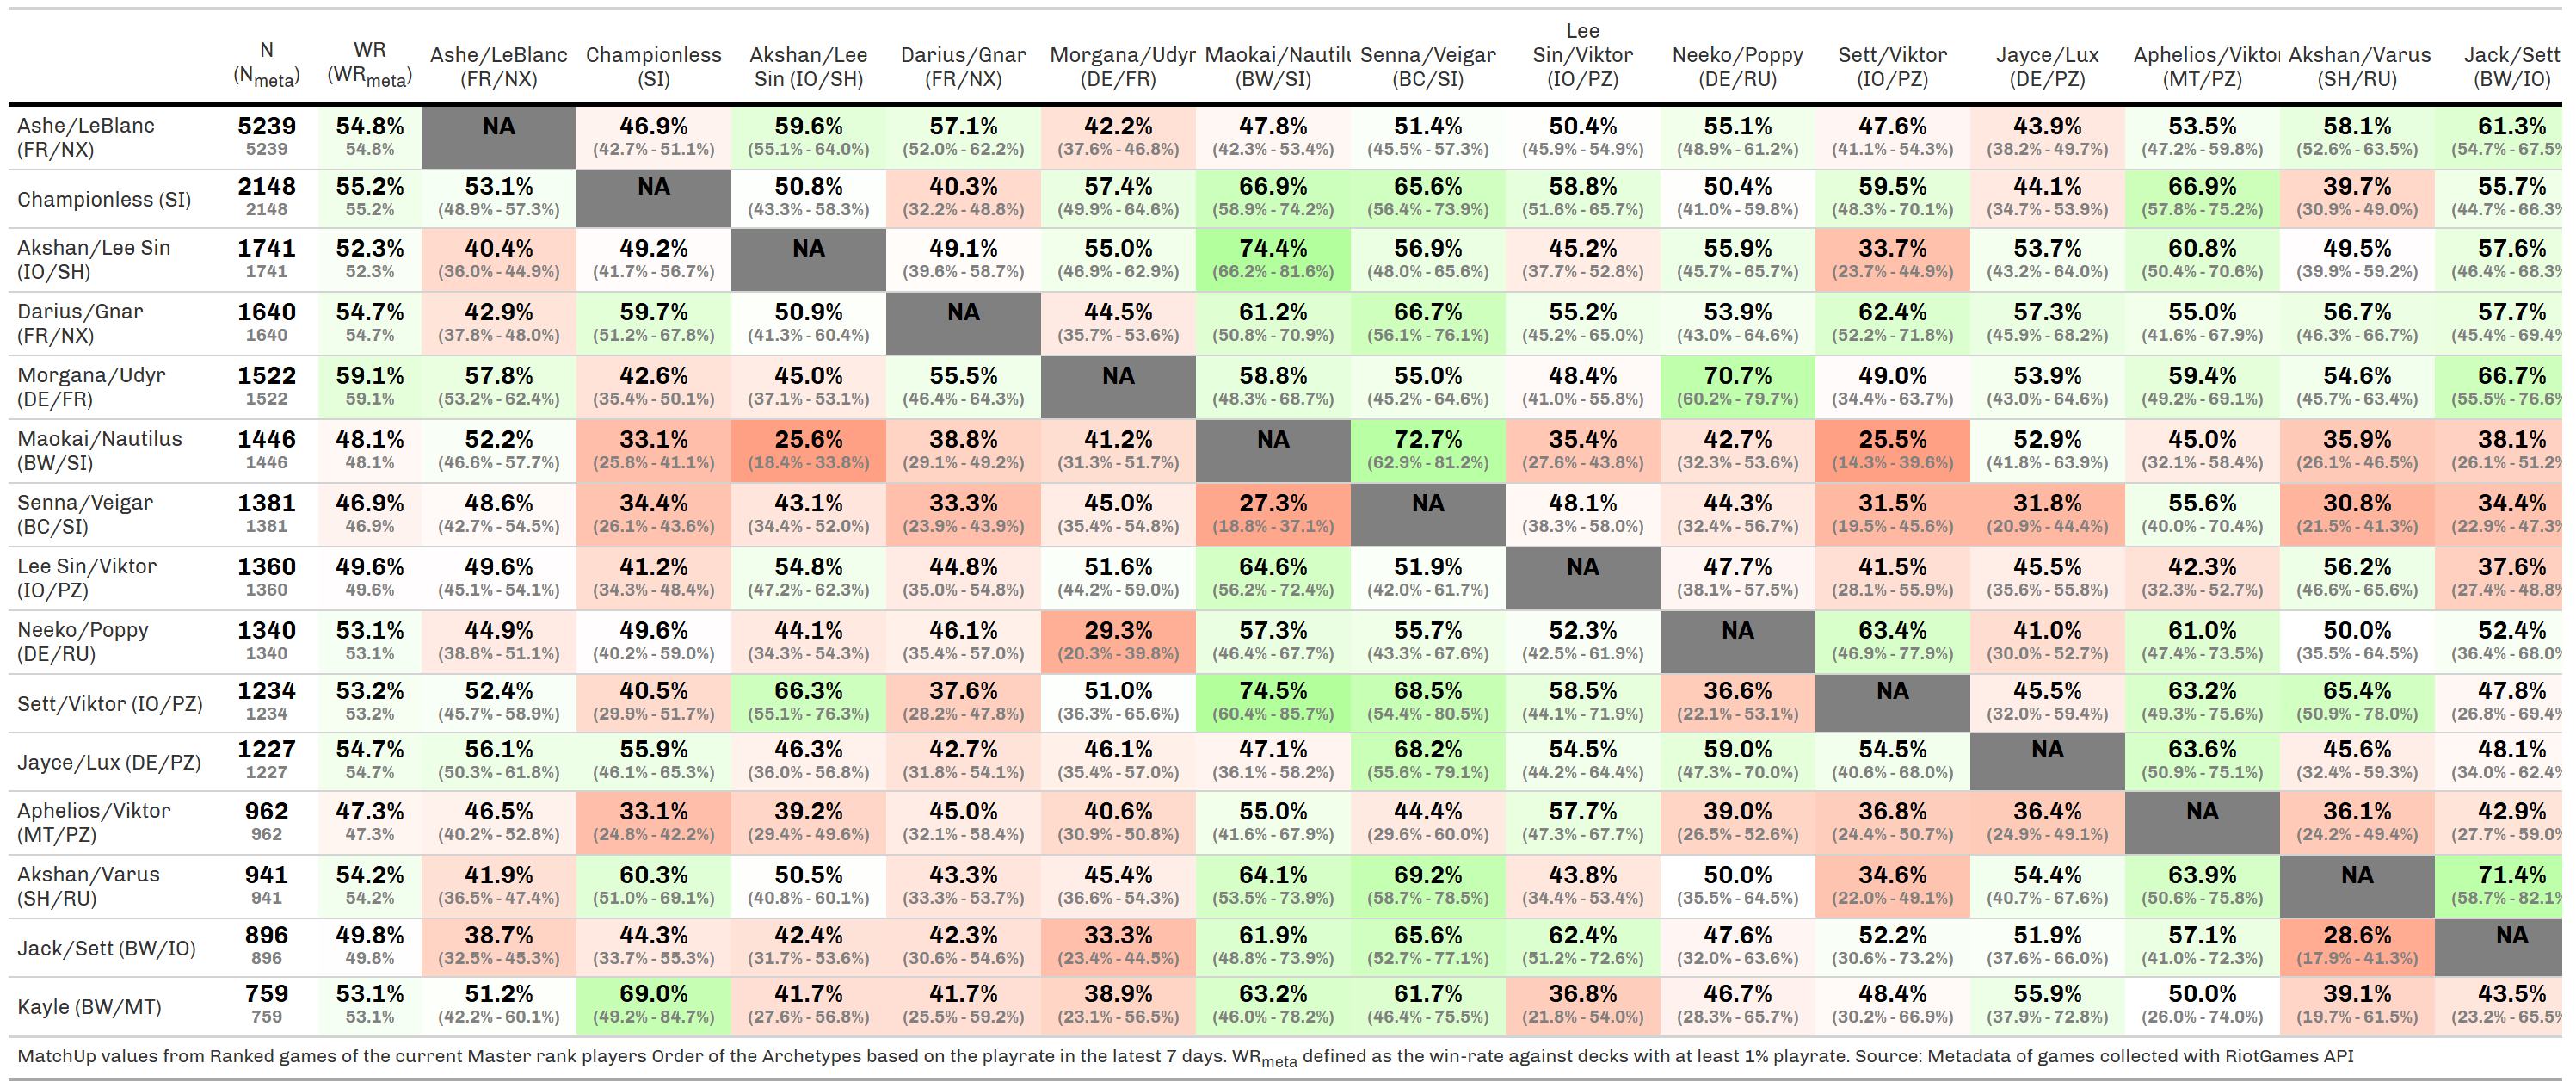 N WR Ashe/LeBlanc Championless Akshan/Lee Darius/Gnar Morgana/Udyr Maokai/Nautilu Senna/Veigar Lee Sin/Viktor Neeko/Poppy Sett/Viktor Jayce/Lux Aphelios/Viktor Akshan/Varus Jack/Sett
(Nmeta) (WRmeta) (FR/NX) (SI) Sin (IO/SH) (FR/NX) (DE/FR) (BW/SI) (BC/SI) (IO/PZ) (DE/RU) (IO/PZ) (DE/PZ) (MT/PZ) (SH/RU) (BW/IO)
Ashe/LeBlanc 5239 54.8% NA 46.9% 59.6% 57.1% 42.2% 47.8% 51.4% 50.4% 55.1% 47.6% 43.9% 53.5% 58.1% 61.3%
(FR/NX) 5239 54.8% (42.7% - 51.1%) (55.1% - 64.0%) (52.0% - 62.2%) (37.6% - 46.8%) (42.3% - 53.4%) (45.5% - 57.3%) (45.9% - 54.9%) (48.9% - 61.2%) (41.1% - 54.3%) (38.2% - 49.7%) (47.2% - 59.8%) (52.6% - 63.5%) (54.7% - 67.5%
Championless (SI) 2148 55.2% 53.1% NA 50.8% 40.3% 57.4% 66.9% 65.6% 58.8% 50.4% 59.5% 44.1% 66.9% 39.7% 55.7%
2148 55.2% (48.9% - 57.3%) (43.3% - 58.3%) (32.2% - 48.8%) (49.9% - 64.6%) (58.9% - 74.2%) (56.4% - 73.9%) (51.6% - 65.7%) (41.0% - 59.8%) (48.3% - 70.1%) (34.7% - 53.9%) (57.8% - 75.2%) (30.9% - 49.0%) (44.7% - 66.3%
Akshan/Lee Sin 1741 52.3% 40.4% 49.2% NA 49.1% 55.0% 74.4% 56.9% 45.2% 55.9% 33.7% 53.7% 60.8% 49.5% 57.6%
(IO/SH) 1741 52.3% (36.0% - 44.9%) (41.7% - 56.7%) (39.6% - 58.7%) (46.9% - 62.9%) (66.2% - 81.6%) (48.0% - 65.6%) (37.7% - 52.8%) (45.7% - 65.7%) (23.7% - 44.9%) (43.2% - 64.0%) (50.4% - 70.6%) (39.9% - 59.2%) (46.4% - 68.3%
Darius/Gnar 1640 54.7% 42.9% 59.7% 50.9% NA 44.5% 61.2% 66.7% 55.2% 53.9% 62.4% 57.3% 55.0% 56.7% 57.7%
(FR/NX) 1640 54.7% (37.8% - 48.0%) (51.2% - 67.8%) (41.3% - 60.4%) (35.7% - 53.6%) (50.8% - 70.9%) (56.1% - 76.1%) (45.2% - 65.0%) (43.0% - 64.6%) (52.2% - 71.8%) (45.9% - 68.2%) (41.6% - 67.9%) (46.3% - 66.7%) (45.4% - 69.4%
Morgana/Udyr 1522 59.1% 57.8% 42.6% 45.0% 55.5% NA 58.8% 55.0% 48.4% 70.7% 49.0% 53.9% 59.4% 54.6% 66.7%
(DE/FR) 1522 59.1% (53.2% - 62.4%) (35.4% - 50.1%) (37.1% - 53.1%) (46.4% - 64.3%) (48.3% - 68.7%) (45.2% - 64.6%) (41.0% - 55.8%) (60.2% - 79.7%) (34.4% - 63.7%) (43.0% - 64.6%) (49.2% - 69.1%) (45.7% - 63.4%) (55.5% - 76.6%
Maokai/Nautilus 1446 48.1% 52.2% 33.1% 25.6% 38.8% 41.2% NA 72.7% 35.4% 42.7% 25.5% 52.9% 45.0% 35.9% 38.1%
(BW/SI) 1446 48.1% (46.6% - 57.7%) (25.8% - 41.1%) (18.4% - 33.8%) (29.1% - 49.2%) (31.3% - 51.7%) (62.9% - 81.2%) (27.6% - 43.8%) (32.3% - 53.6%) (14.3% - 39.6%) (41.8% - 63.9%) (32.1% - 58.4%) (26.1% - 46.5%) (26.1% - 51.2%
Senna/Veigar 1381 46.9% 48.6% 34.4% 43.1% 33.3% 45.0% 27.3% NA 48.1% 44.3% 31.5% 31.8% 55.6% 30.8% 34.4%
(BC/SI) 1381 46.9% (42.7% - 54.5%) (26.1% - 43.6%) (34.4% - 52.0%) (23.9% - 43.9%) (35.4% - 54.8%) (18.8% - 37.1%) (38.3% - 58.0%) (32.4% - 56.7%) (19.5% - 45.6%) (20.9% - 44.4%) (40.0% - 70.4%) (21.5% - 41.3%) (22.9% - 47.3%
Lee Sin/Viktor 1360 49.6% 49.6% 41.2% 54.8% 44.8% 51.6% 64.6% 51.9% NA 47.7% 41.5% 45.5% 42.3% 56.2% 37.6%
(IO/PZ) 1360 49.6% (45.1% - 54.1%) (34.3% - 48.4%) (47.2% - 62.3%) (35.0% - 54.8%) (44.2% - 59.0%) (56.2% - 72.4%) (42.0% - 61.7%) (38.1% - 57.5%) (28.1% - 55.9%) (35.6% - 55.8%) (32.3% - 52.7%) (46.6% - 65.6%) (27.4% - 48.8%
Neeko/Poppy 1340 53.1% 44.9% 49.6% 44.1% 46.1% 29.3% 57.3% 55.7% 52.3% NA 63.4% 41.0% 61.0% 50.0% 52.4%
(DE/RU) 1340 53.1% (38.8% - 51.1%) (40.2% - 59.0%) (34.3% - 54.3%) (35.4% - 57.0%) (20.3% - 39.8%) (46.4% - 67.7%) (43.3% - 67.6%) (42.5% - 61.9%) (46.9% - 77.9%) (30.0% - 52.7%) (47.4% - 73.5%) (35.5% - 64.5%) (36.4% - 68.0%
Sett/Viktor (IO/PZ) 1234 53.2% 52.4% 40.5% 66.3% 37.6% 51.0% 74.5% 68.5% 58.5% 36.6% NA 45.5% 63.2% 65.4% 47.8%
1234 53.2% (45.7% - 58.9%) (29.9% - 51.7%) (55.1% - 76.3%) (28.2% - 47.8%) (36.3% - 65.6%) (60.4% - 85.7%) (54.4% - 80.5%) (44.1% - 71.9%) (22.1% - 53.1%) (32.0% - 59.4%) (49.3% - 75.6%) (50.9% - 78.0%) (26.8% - 69.4%
Jayce/Lux (DE/PZ) 1227 54.7% 56.1% 55.9% 46.3% 42.7% 46.1% 47.1% 68.2% 54.5% 59.0% 54.5% NA 63.6% 45.6% 48.1%
1227 54.7% (50.3% - 61.8%) (46.1% - 65.3%) (36.0% - 56.8%) (31.8% - 54.1%) (35.4% - 57.0%) (36.1% - 58.2%) (55.6% - 79.1%) (44.2% - 64.4%) (47.3% - 70.0%) (40.6% - 68.0%) (50.9% - 75.1%) (32.4% - 59.3%) (34.0% - 62.4%
Aphelios/Viktor 962 47.3% 46.5% 33.1% 39.2% 45.0% 40.6% 55.0% 44.4% 57.7% 39.0% 36.8% 36.4% NA 36.1% 42.9%
(MT/PZ) 962 47.3% (40.2% - 52.8%) (24.8% - 42.2%) (29.4% - 49.6%) (32.1% - 58.4%) (30.9% - 50.8%) (41.6% - 67.9%) (29.6% - 60.0%) (47.3% - 67.7%) (26.5% - 52.6%) (24.4% - 50.7%) (24.9% - 49.1%) (24.2% - 49.4%) (27.7% - 59.0%
Akshan/Varus 941 54.2% 41.9% 60.3% 50.5% 43.3% 45.4% 64.1% 69.2% 43.8% 50.0% 34.6% 54.4% 63.9% NA 71.4%
(SH/RU) 941 54.2% (36.5% - 47.4%) (51.0% - 69.1%) (40.8% - 60.1%) (33.3% - 53.7%) (36.6% - 54.3%) (53.5% - 73.9%) (58.7% - 78.5%) (34.4% - 53.4%) (35.5% - 64.5%) (22.0% - 49.1%) (40.7% - 67.6%) (50.6% - 75.8%) (58.7% - 82.1%
Jack/Sett (BW/IO) 896 49.8% 38.7% 44.3% 42.4% 42.3% 33.3% 61.9% 65.6% 62.4% 47.6% 52.2% 51.9% 57.1% 28.6% NA
896 49.8% (32.5% - 45.3%) (33.7% - 55.3%) (31.7% - 53.6%) (30.6% - 54.6%) (23.4% - 44.5%) (48.8% - 73.9%) (52.7% - 77.1%) (51.2% - 72.6%) (32.0% - 63.6%) (30.6% - 73.2%) (37.6% - 66.0%) (41.0% - 72.3%) (17.9% - 41.3%)
Kayle (BW/MT) 759 53.1% 51.2% 69.0% 41.7% 41.7% 38.9% 63.2% 61.7% 36.8% 46.7% 48.4% 55.9% 50.0% 39.1% 43.5%
759 53.1% (42.2% - 60.1%) (49.2% - 84.7%) (27.6% - 56.8%) (25.5% - 59.2%) (23.1% - 56.5%) (46.0% - 78.2%) (46.4% - 75.5%) (21.8% - 54.0%) (28.3% - 65.7%) (30.2% - 66.9%) (37.9% - 72.8%) (26.0% - 74.0%) (19.7% - 61.5%) (23.2% - 65.5%
MatchUp values from Ranked games of the current Master rank players Order of the Archetypes based on the playrate in the latest 7 days. WRmeta defined as the win-rate against decks with at least 1% playrate. Source: Metadata of games collected with RiotGames API